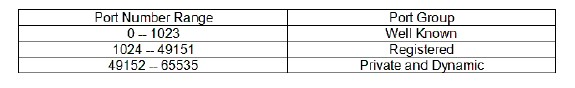 Port Number Range Port Group
0 -- 1023 Well Known
1024 -- 49151 Registered
49152 -- 65535 Private and Dynamic